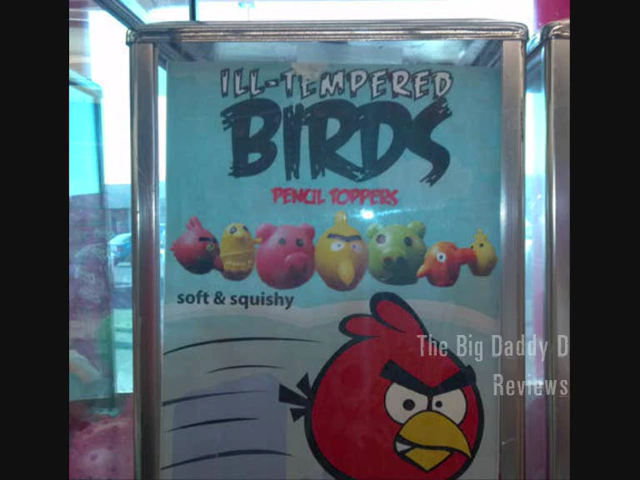 ILL-TEMPERED
BIRDS
PENCIL TOPPERS
soft & squishy
The Big Daddy D
Reviews